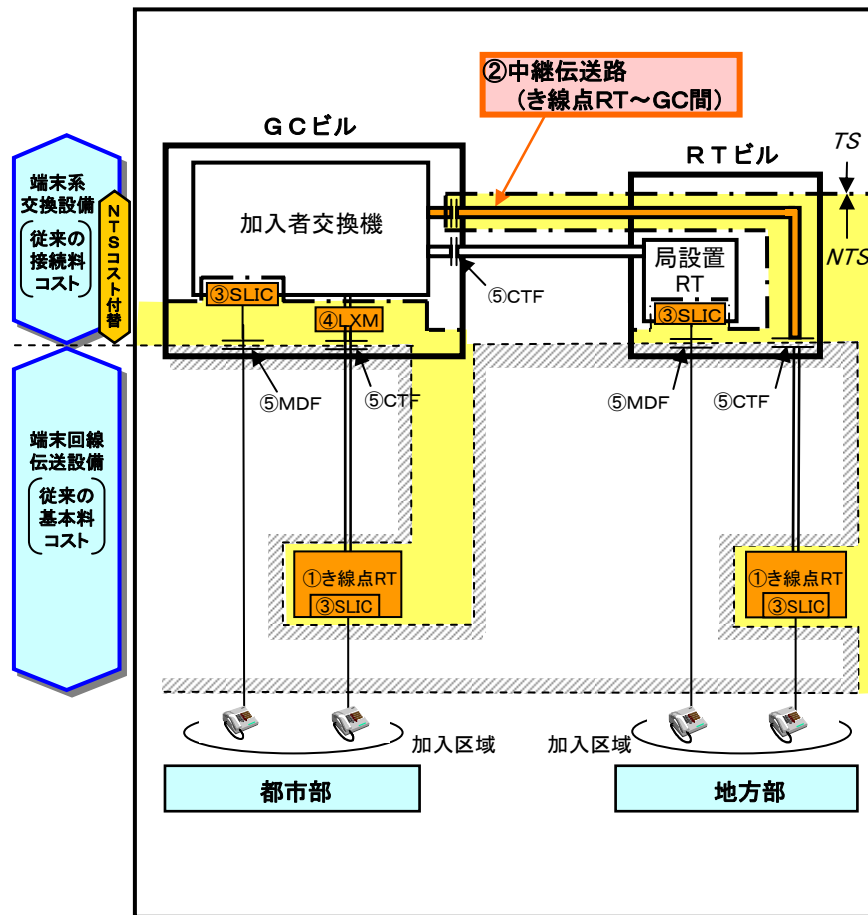 ②中継伝送路
（き線点RT～GC間）
GCビル
RTビル
TS
NTS
端末系
交換設備
従来の
接続料
コスト
NTSコスト付替
加入者交換機
局設置
RT
⑤CTF
③SLIC
④LXM
③SLIC
⑤MDF
⑤CTF
⑤MDF
⑤CTF
端末回線
伝送設備
従来の
基本料
コスト
①き線点RT
③SLIC
①き線点RT
③SLIC
加入区域
加入区域
都市部
地方部